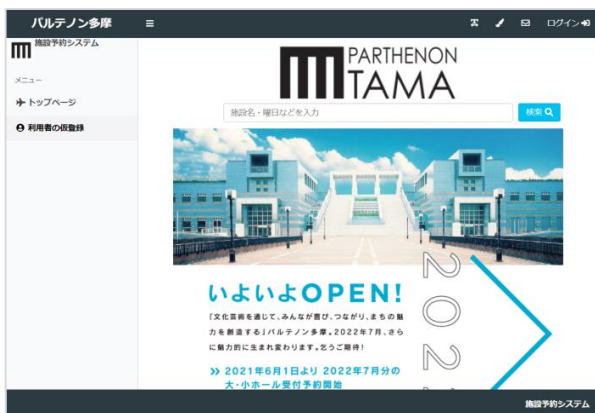 パルテノン多摩
ログイン
施設予約システム
メニュー
トップページ
利用者の仮登録
PARTHENON
TAMA
施設名・曜日などを入力
検索
いよいよOPEN!
「文化芸術を通じて、みんなが喜び、つながり、まちの魅
力を創造する」パルテノン多摩。2022年7月、さら
に魅力的に生まれ変わります。乞うご期待!
>> 2021年6月1日より 2022年7月分の
大・小ホール受付予約開始
202
施設予約システム